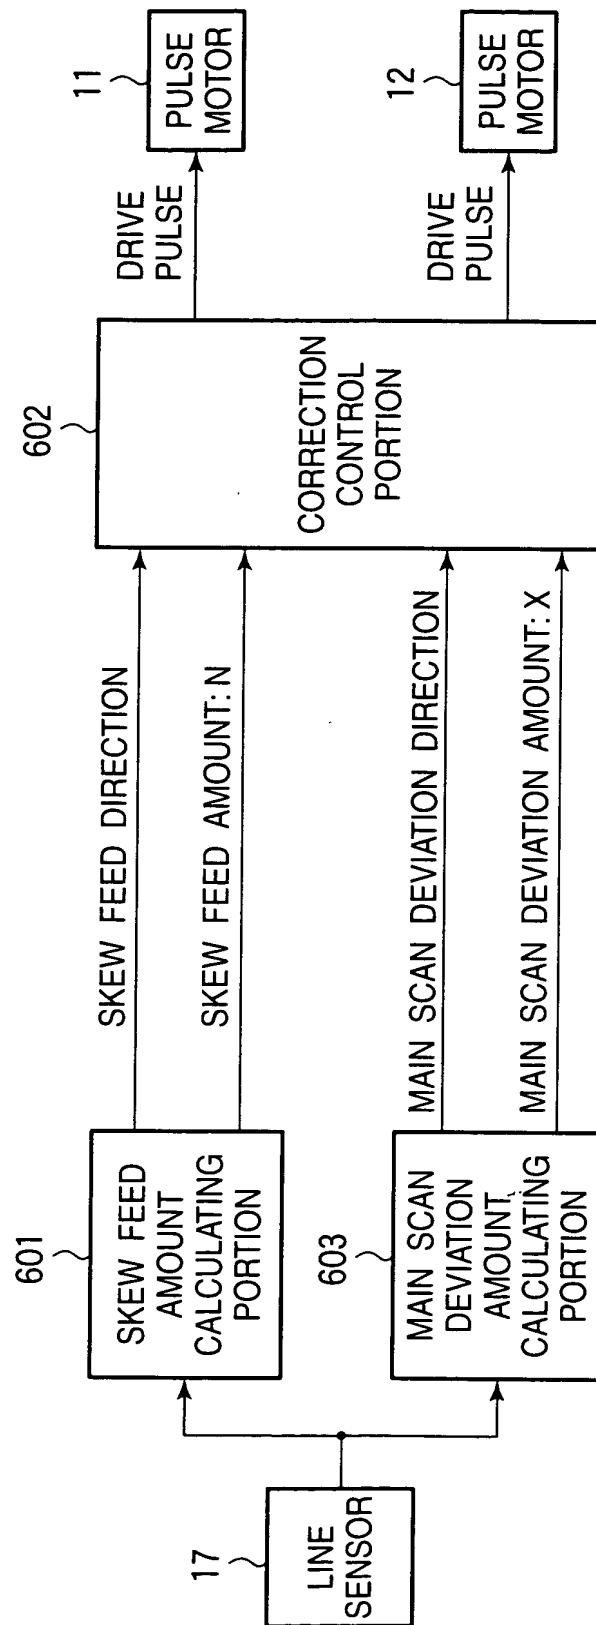 17
LINE
SENSOR
601
SKEW FEED
AMOUNT
CALCULATING
PORTION
603
MAIN SCAN
DEVIATION
AMOUNT
CALCULATING
PORTION
SKEW FEED DIRECTION
SKEW FEED AMOUNT: N
MAIN SCAN DEVIATION DIRECTION
MAIN SCAN DEVIATION AMOUNT: X
602
CORRECTION
CONTROL
PORTION
DRIVE
PULSE
11
PULSE
MOTOR
DRIVE
PULSE
12
PULSE
MOTOR